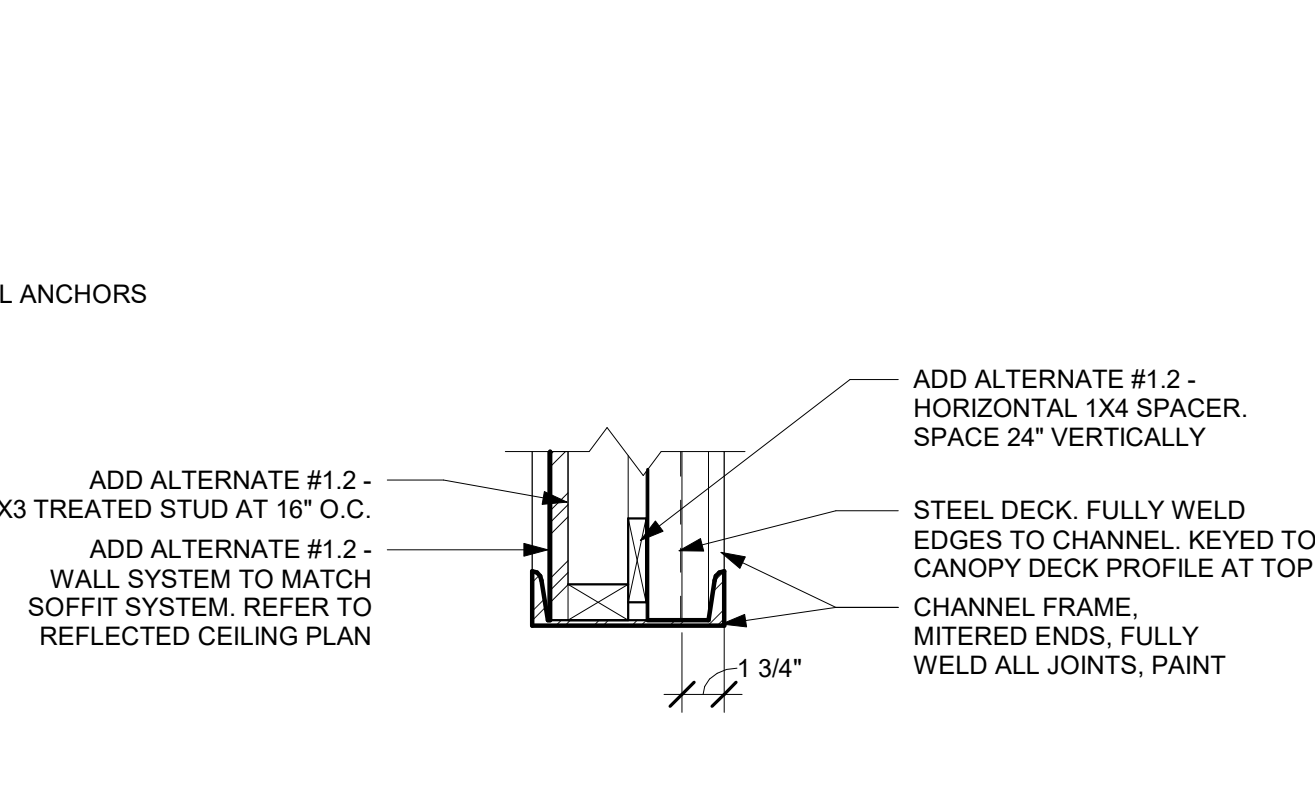 L ANCHORS
ADD ALTERNATE #1.2 -
X3 TREATED STUD AT 16" O.C.
ADD ALTERNATE #1.2 -
WALL SYSTEM TO MATCH
SOFFIT SYSTEM. REFER TO
REFLECTED CEILING PLAN
ADD ALTERNATE #1.2 -
HORIZONTAL 1X4 SPACER.
SPACE 24" VERTICALLY
STEEL DECK. FULLY WELD
EDGES TO CHANNEL. KEYED TO
CANOPY DECK PROFILE AT TOP
CHANNEL FRAME,
MITERED ENDS, FULLY
WELD ALL JOINTS, PAINT
1 3/4"